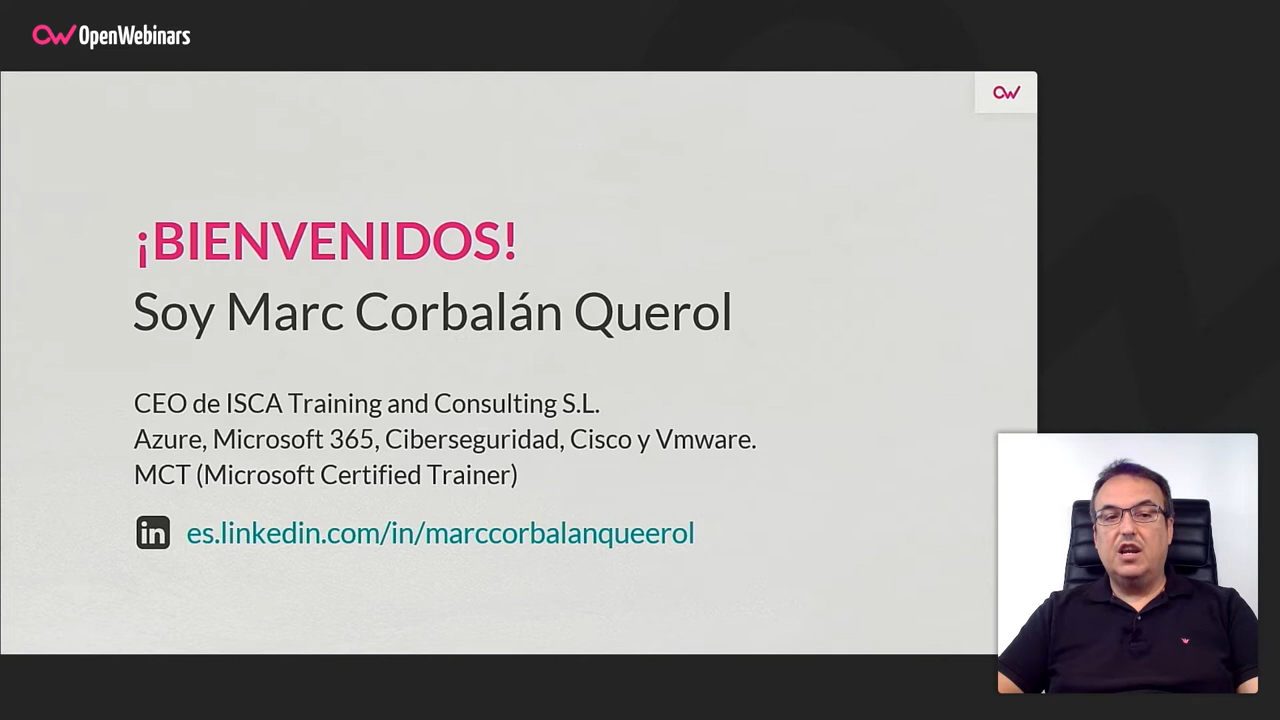 OpenWebinars
¡BIENVENIDOS!
Soy Marc Corbalán Querol
CEO de ISCA Training and Consulting S.L.
Azure, Microsoft 365, Ciberseguridad, Cisco y Vmware.
MCT (Microsoft Certified Trainer)
in es.linkedin.com/in/marccorbalanqueerol